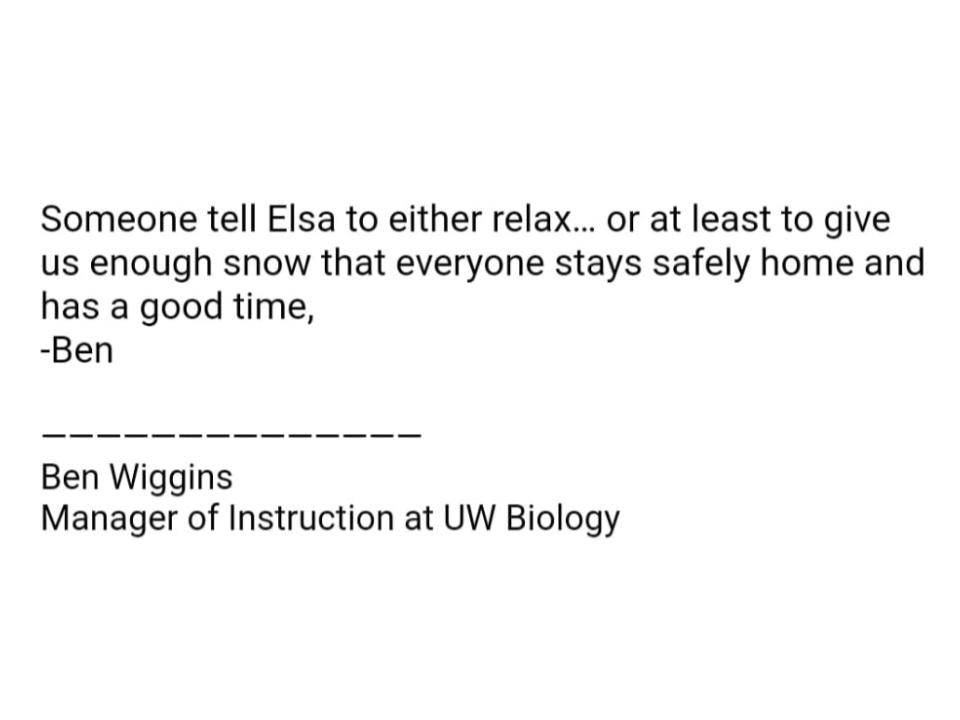 Someone tell Elsa to either relax... or at least to give
us enough snow that everyone stays safely home and
has a good time,
-Ben
______________
Ben Wiggins
Manager of Instruction at UW Biology